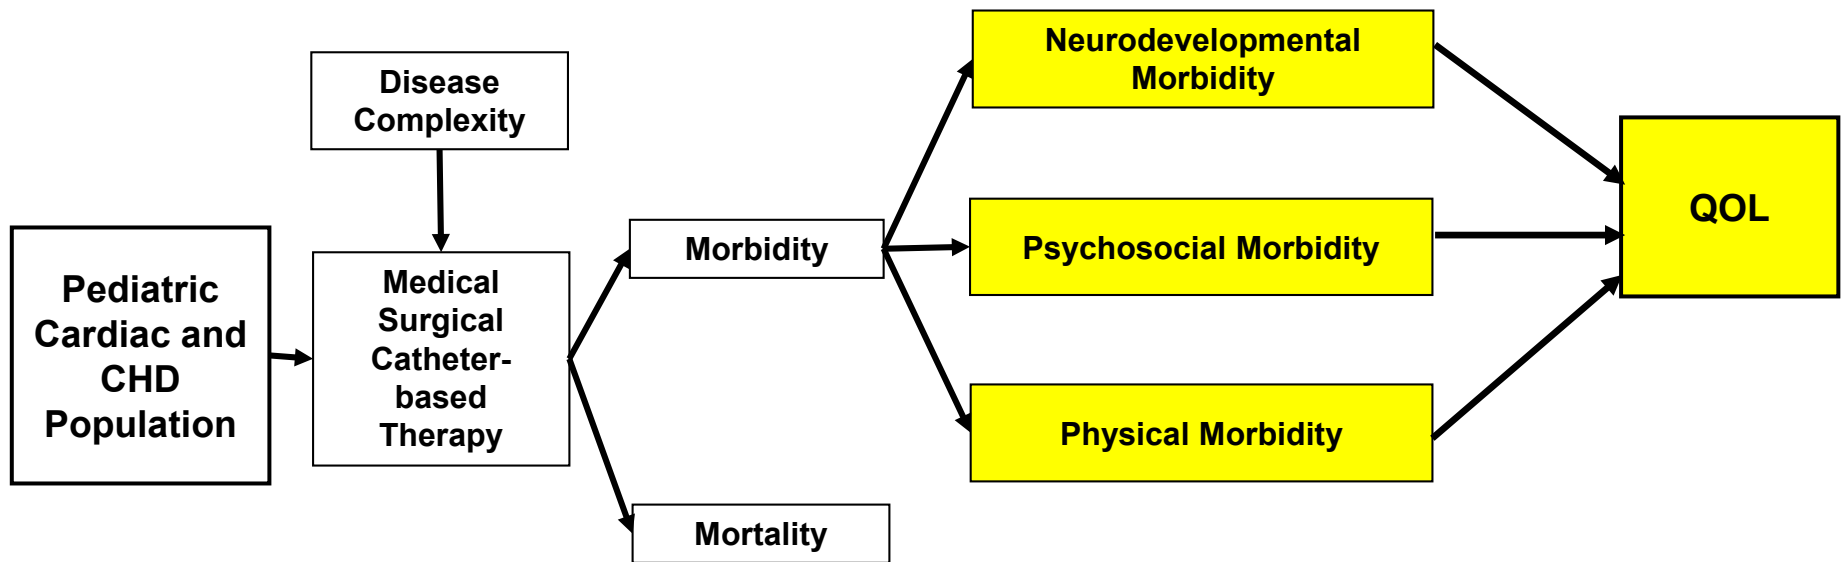 Pediatric
Cardiac and
CHD
Population
Disease
Complexity
Medical
Surgical
Catheter-
based
Therapy
Morbidity
Mortality
Neurodevelopmental
Morbidity
Psychosocial Morbidity
Physical Morbidity
QOL